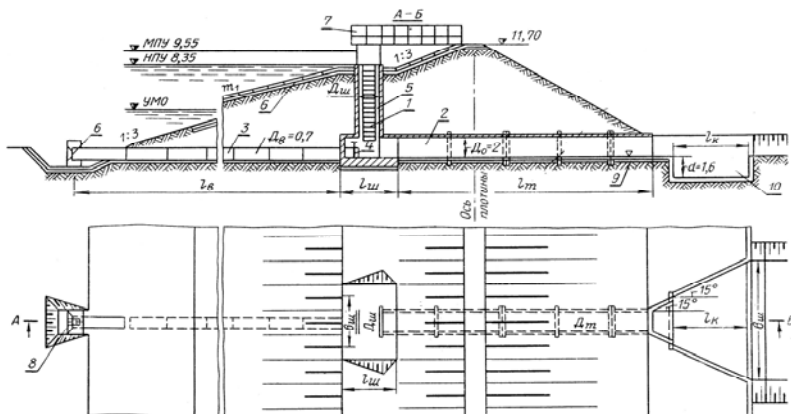 А-Б
7
МПУ 9,55
НПУ 8,35
11,70
1:3
m₁
6
Дш
5
УМО
1
2
6
1:3
3
Дв=0,7
4
До=2
lк
d=1,6
lв
lш
lт
9
10
Ось плотины
А
8
bщ
Дш
lш
Дт
15°
15°
lк
bш